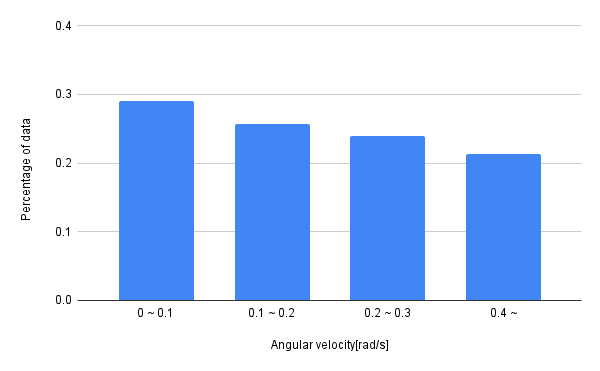 0.4
0.3
0.2
0.1
0.0
Percentage of data
0 ~ 0.1
0.1 ~ 0.2
0.2 ~ 0.3
0.4 ~
Angular velocity[rad/s]